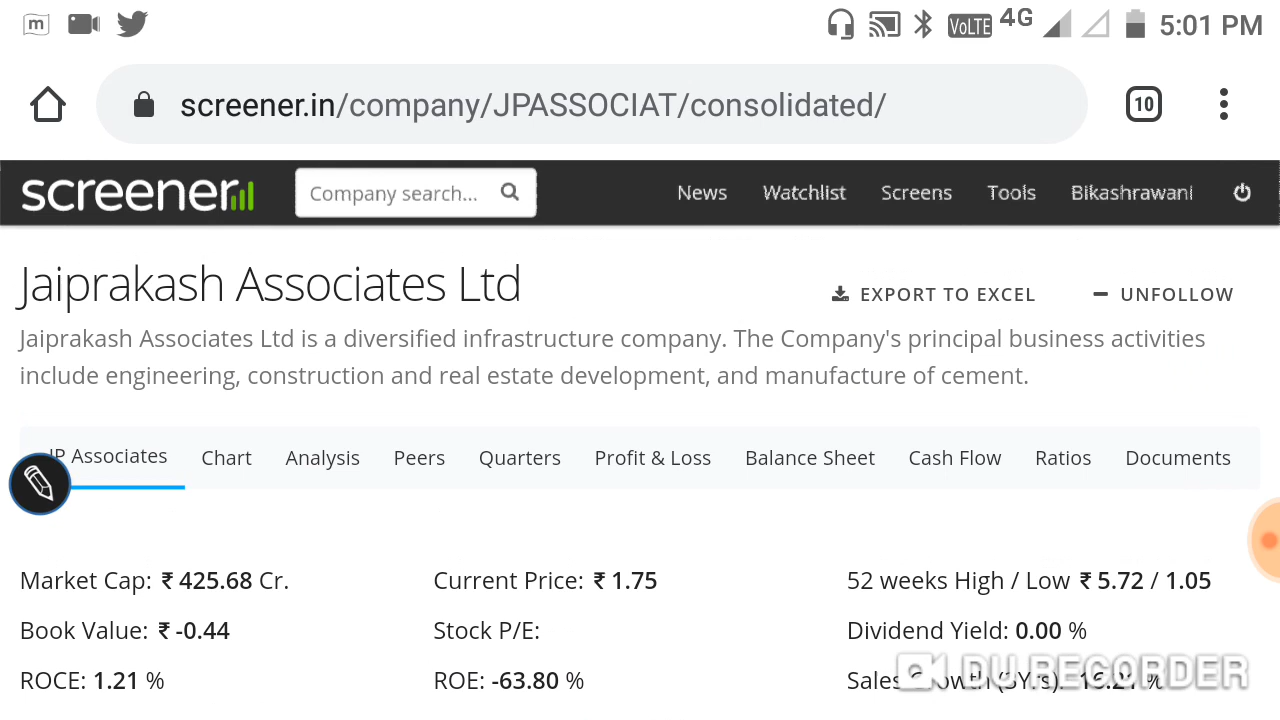 m VoLTE 4G 5:01 PM
screener.in/company/JPASSOCIAT/consolidated/ 10
screener Company search... News Watchlist Screens Tools Bikashrawani
Jaiprakash Associates Ltd EXPORT TO EXCEL UNFOLLOW
Jaiprakash Associates Ltd is a diversified infrastructure company. The Company's principal business activities
include engineering, construction and real estate development, and manufacture of cement.
JP Associates Chart Analysis Peers Quarters Profit & Loss Balance Sheet Cash Flow Ratios Documents
Market Cap: ₹ 425.68 Cr. Current Price: ₹ 1.75 52 weeks High / Low ₹ 5.72 / 1.05
Book Value: ₹ -0.44 Stock P/E: Dividend Yield: 0.00 %
ROCE: 1.21 % ROE: -63.80 % Sales Growth (3Yrs): %
DU RECORDER